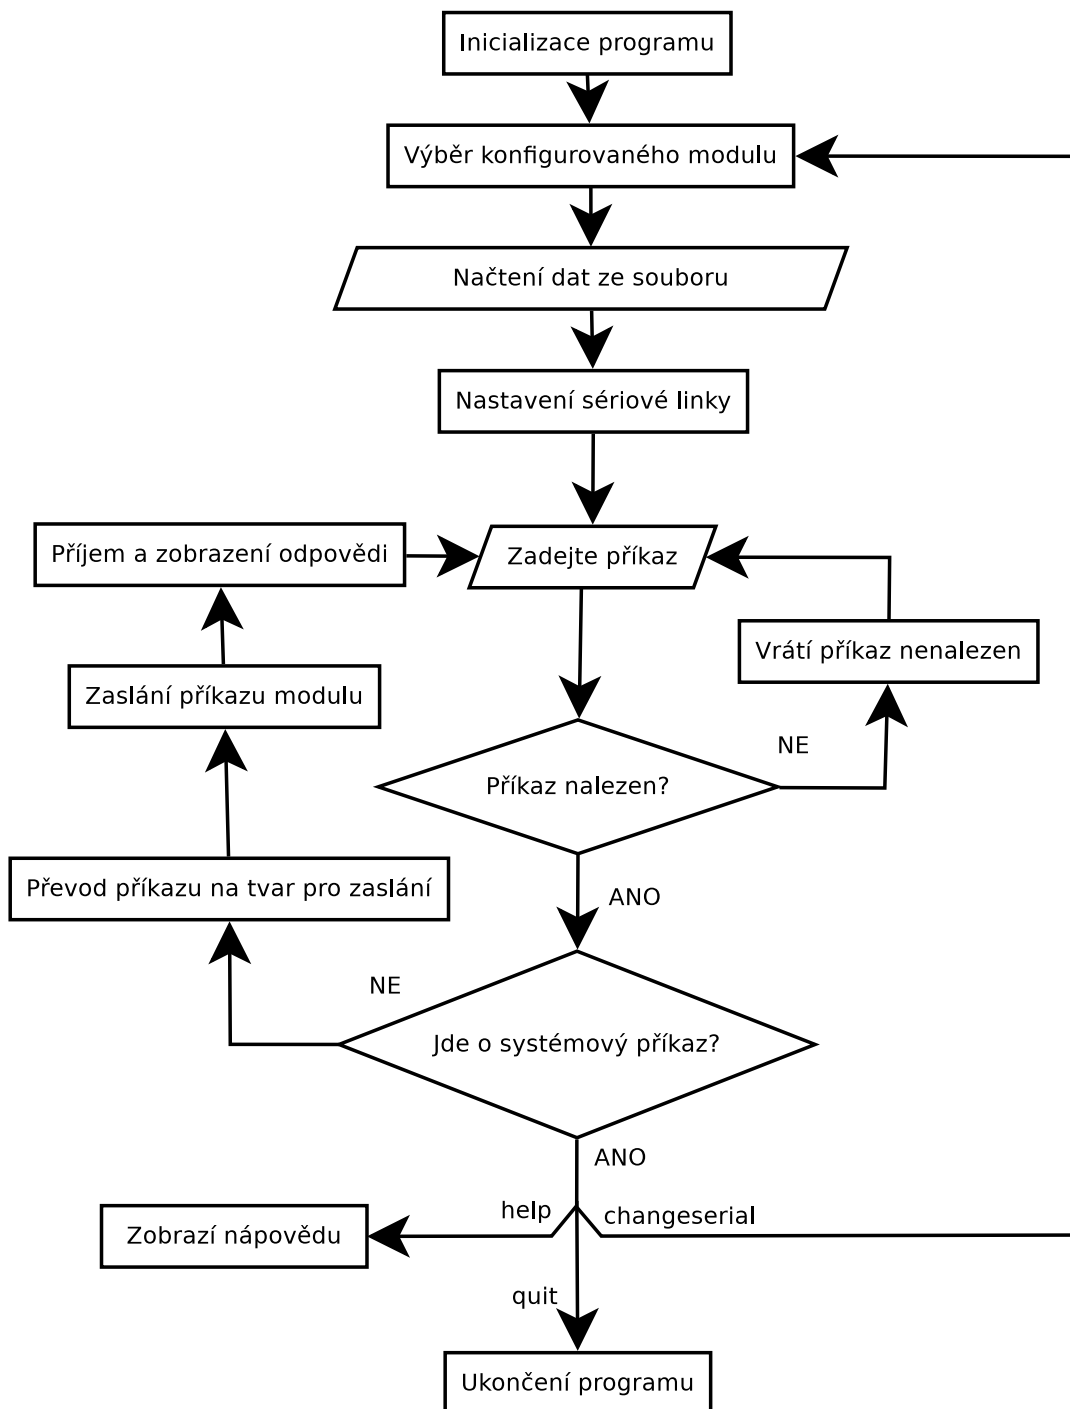 Inicializace programu
Výběr konfigurovaného modulu
Načtení dat ze souboru
Nastavení sériové linky
Příjem a zobrazení odpovědi
Zadejte příkaz
Vrátí příkaz nenalezen
Zaslání příkazu modulu
NE
Příkaz nalezen?
Převod příkazu na tvar pro zaslání
ANO
NE
Jde o systémový příkaz?
ANO
help
changeserial
Zobrazí nápovědu
quit
Ukončení programu